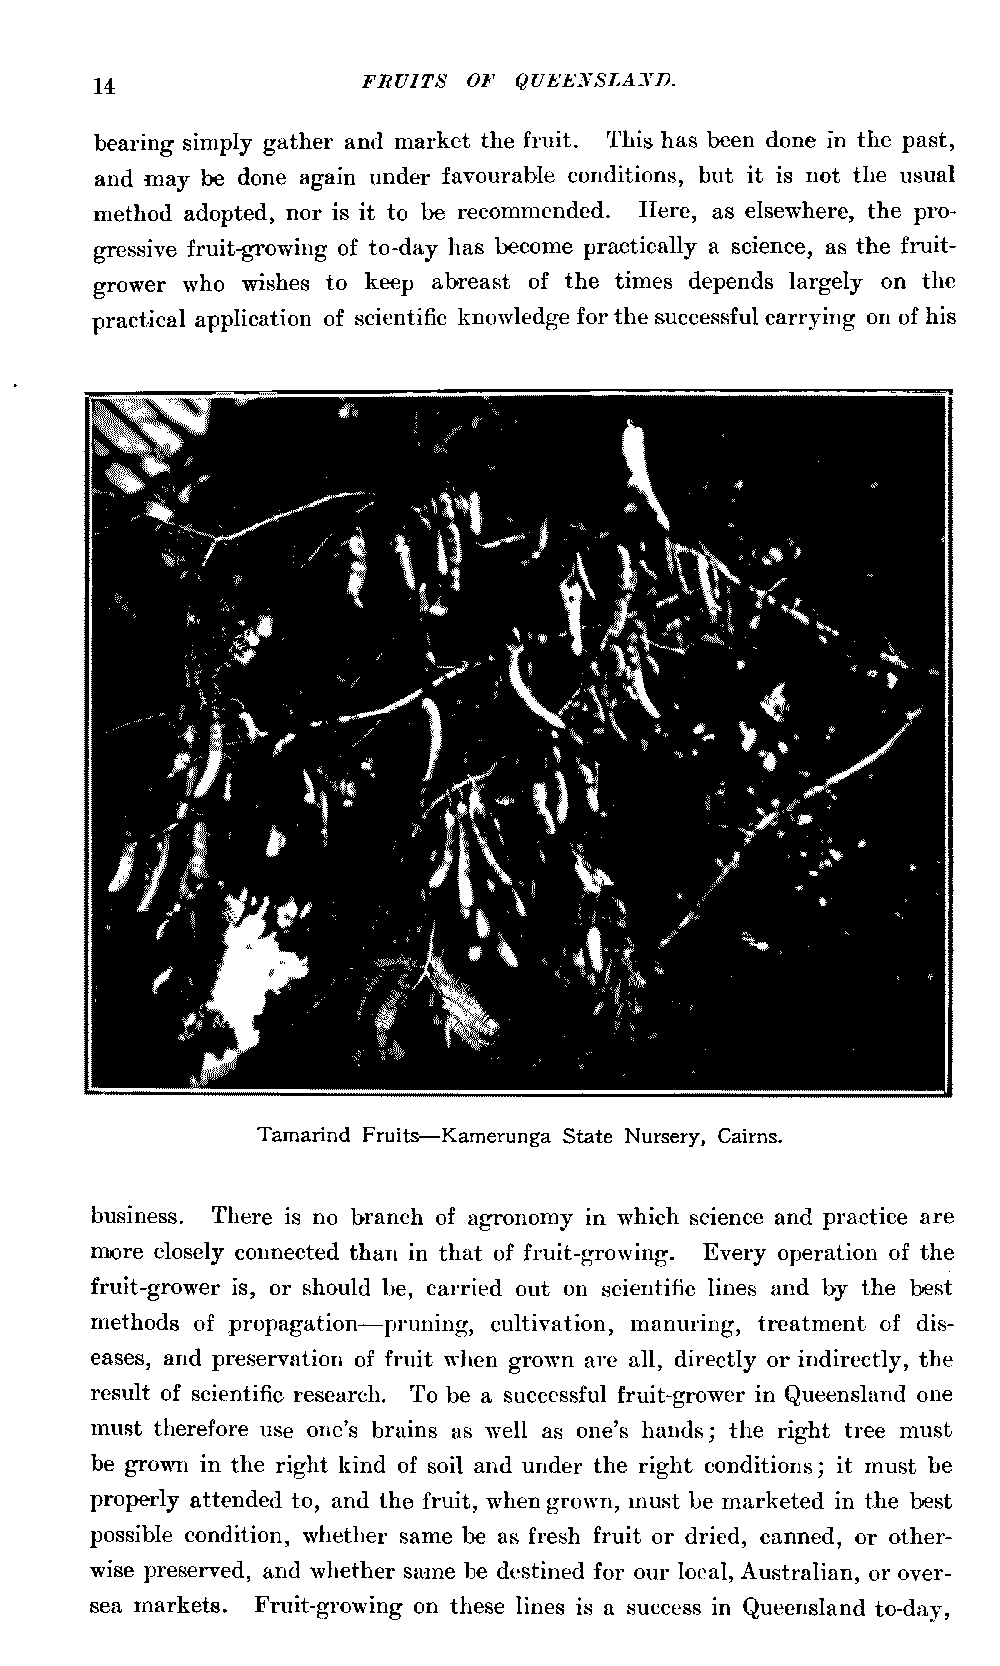 14 FRUITS OF QUEENSLAND.
bearing simply gather and market the fruit. This has been done in the past,
and may be done again under favourable conditions, but it is not the usual
method adopted, nor is it to be recommended. Here, as elsewhere, the pro-
gressive fruit-growing of to-day has become practically a science, as the fruit-
grower who wishes to keep abreast of the times depends largely on the
practical application of scientific knowledge for the successful carrying on of his
Tamarind Fruits—Kamerunga State Nursery, Cairns.
business. There is no branch of agronomy in which science and practice are
more closely connected than in that of fruit-growing. Every operation of the
fruit-grower is, or should be, carried out on scientific lines and by the best
methods of propagation—pruning, cultivation, manuring, treatment of dis-
eases, and preservation of fruit when grown are all, directly or indirectly, the
result of scientific research. To be a successful fruit-grower in Queensland one
must therefore use one's brains as well as one's hands; the right tree must
be grown in the right kind of soil and under the right conditions; it must be
properly attended to, and the fruit, when grown, must be marketed in the best
possible condition, whether same be as fresh fruit or dried, canned, or other-
wise preserved, and whether same be destined for our local, Australian, or over-
sea markets. Fruit-growing on these lines is a success in Queensland to-day,